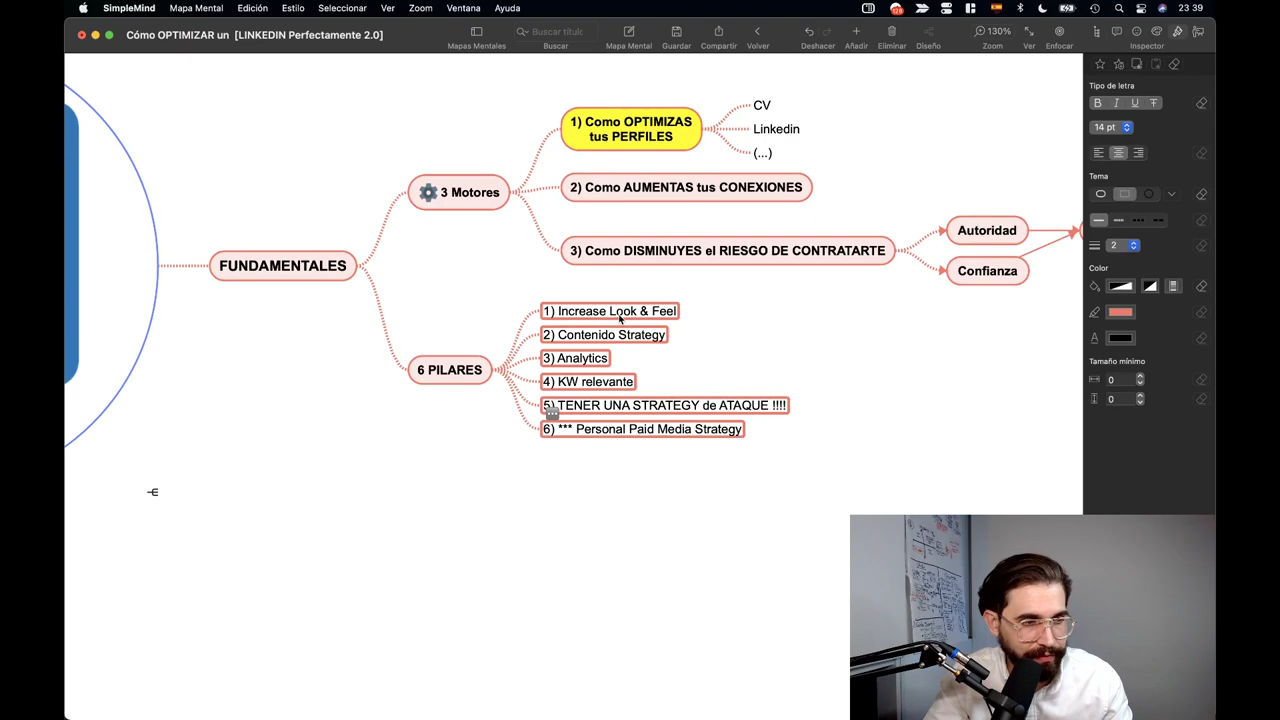 SimpleMind Mapa Mental Edición Estilo Seleccionar Ver Zoom Ventana Ayuda 23 39
Cómo OPTIMIZAR un [LINKEDIN Perfectamente 2.0]
Buscar título
130%
Mapas Mentales Buscar Mapa Mental Guardar Compartir Volver Deshacer Añadir Eliminar Diseño Zoom Ver Enfocar Inspector
Tipo de letra
B I U T
14 pt
Tema
2
Color
A
Tamaño mínimo
0
0
FUNDAMENTALES
3 Motores
1) Como OPTIMIZAS
tus PERFILES
CV
Linkedin
(...)
2) Como AUMENTAS tus CONEXIONES
3) Como DISMINUYES el RIESGO DE CONTRATARTE
Autoridad
Confianza
6 PILARES
1) Increase Look & Feel
2) Contenido Strategy
3) Analytics
4) KW relevante
5) TENER UNA STRATEGY de ATAQUE !!!!
6) *** Personal Paid Media Strategy